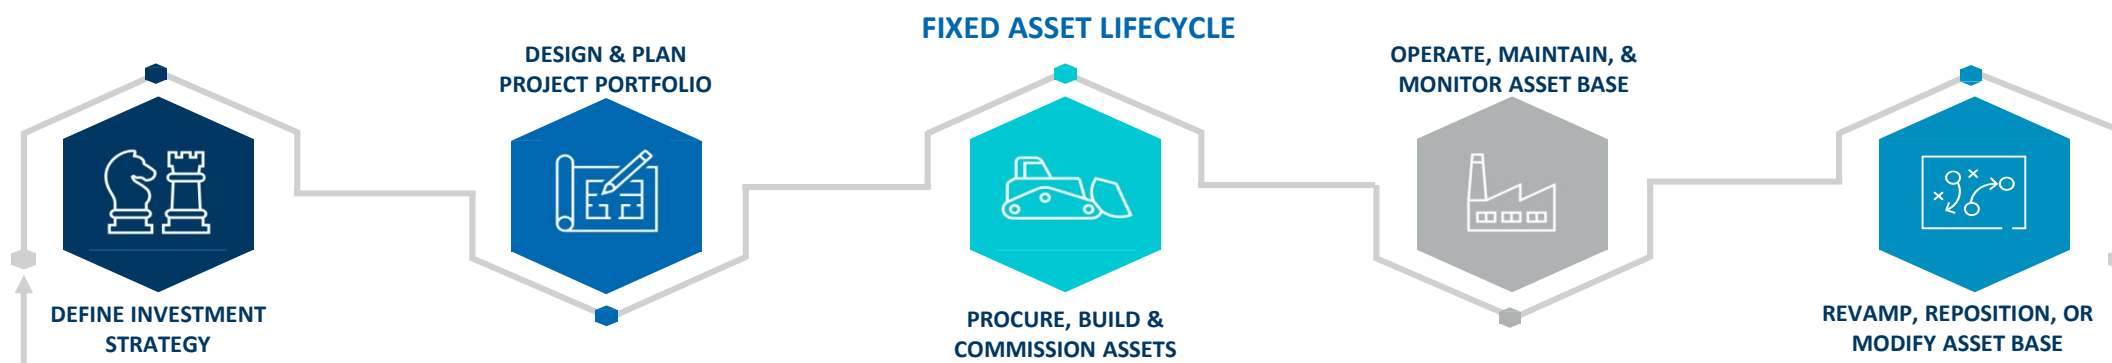 FIXED ASSET LIFECYCLE
DEFINE INVESTMENT
STRATEGY
DESIGN & PLAN
PROJECT PORTFOLIO
PROCURE, BUILD &
COMMISSION ASSETS
OPERATE, MAINTAIN, &
MONITOR ASSET BASE
REVAMP, REPOSITION, OR
MODIFY ASSET BASE